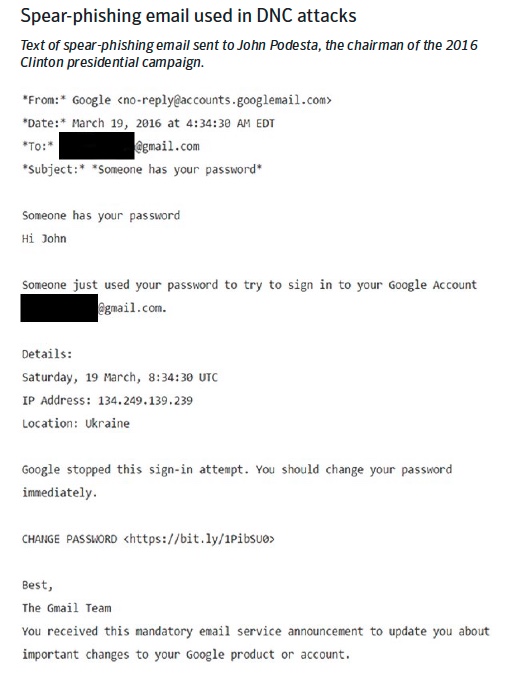 Spear-phishing email used in DNC attacks
Text of spear-phishing email sent to John Podesta, the chairman of the 2016
Clinton presidential campaign.
*From:* Google <no-reply@accounts.googlemail.com>
*Date:* March 19, 2016 at 4:34:30 AM EDT
*To:* @gmail.com
*Subject:* *Someone has your password*
Someone has your password
Hi John
Someone just used your password to try to sign in to your Google Account
@gmail.com.
Details:
Saturday, 19 March, 8:34:30 UTC
IP Address: 134.249.139.239
Location: Ukraine
Google stopped this sign-in attempt. You should change your password
immediately.
CHANGE PASSWORD <https://bit.ly/1PibSU0>
Best,
The Gmail Team
You received this mandatory email service announcement to update you about
important changes to your Google product or account.